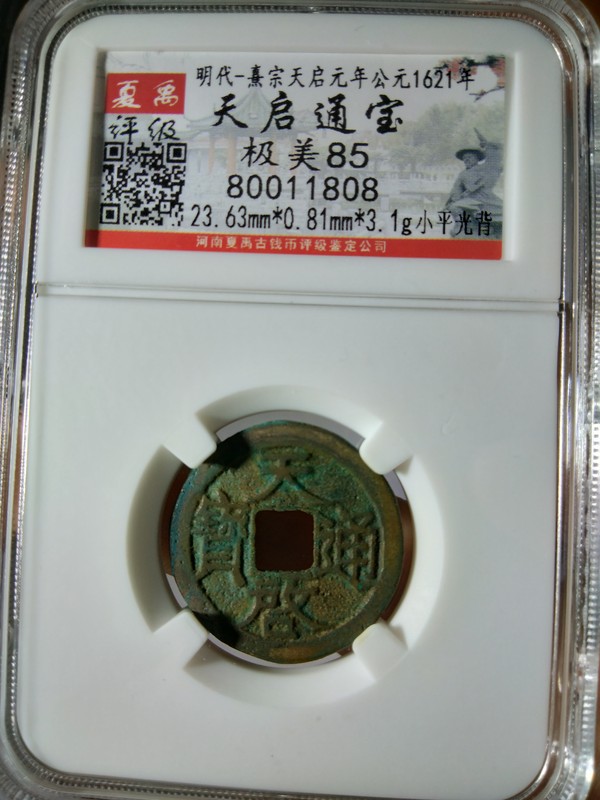 明代-熹宗天启元年公元1621年
夏禹
天启通宝
评级
极美85
80011808
23.63mm*0.81mm*3.1g小平光背
河南夏禹古钱币评级鉴定公司
天
寶 通
啓